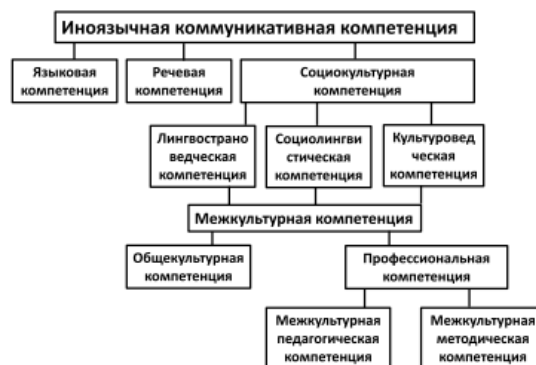 Иноязычная коммуникативная компетенция
Языковая
компетенция
Речевая
компетенция
Социокультурная
компетенция
Лингвострано
ведческая
компетенция
Социолингви
стическая
компетенция
Культуровед
ческая
компетенция
Межкультурная компетенция
Общекультурная
компетенция
Профессиональная
компетенция
Межкультурная
педагогическая
компетенция
Межкультурная
методическая
компетенция